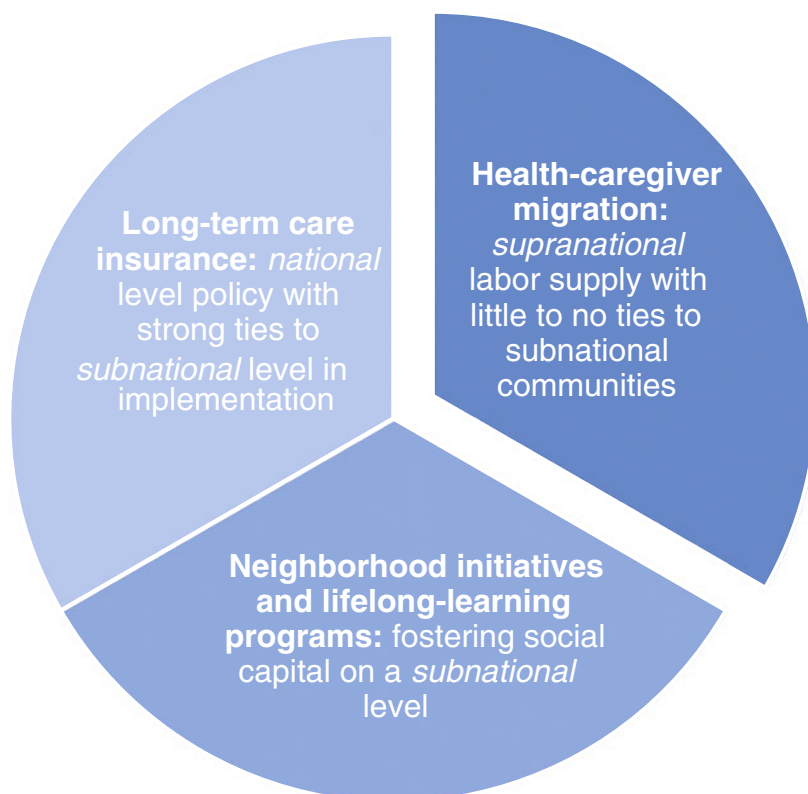 Long-term care
insurance: national
level policy with
strong ties to
subnational level in
implementation
Health-caregiver
migration:
supranational
labor supply with
little to no ties to
subnational
communities
Neighborhood initiatives
and lifelong-learning
programs: fostering social
capital on a subnational
level